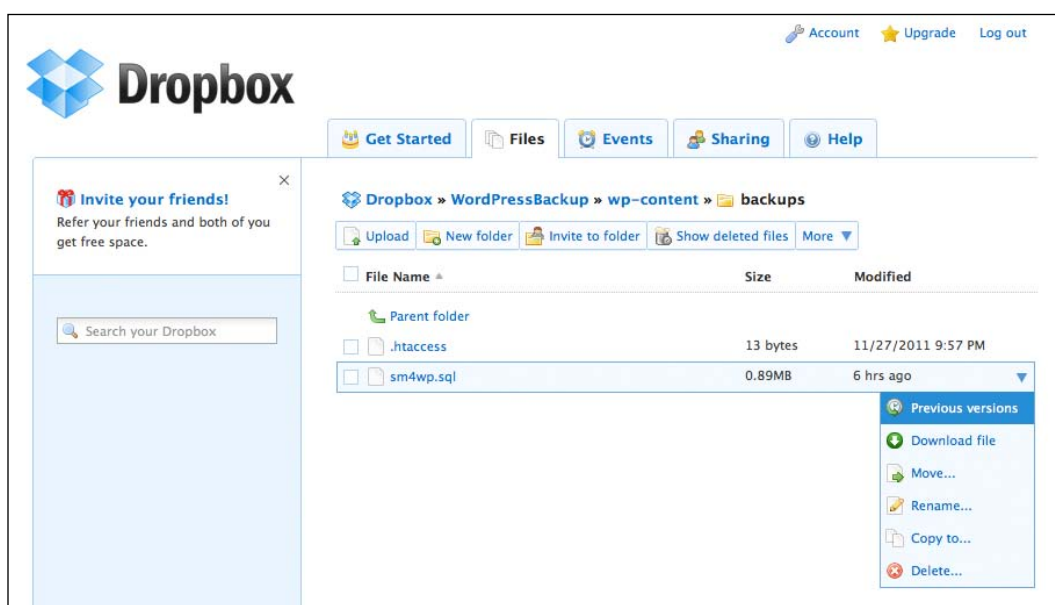 Account Upgrade Log out
Dropbox
Get Started Files Events Sharing Help
Invite your friends!
Refer your friends and both of you
get free space.
Dropbox » WordPressBackup » wp-content » backups
Upload New folder Invite to folder Show deleted files More
File Name Size Modified
Parent folder
Search your Dropbox
.htaccess 13 bytes 11/27/2011 9:57 PM
sm4wp.sql 0.89MB 6 hrs ago
Previous versions
Download file
Move...
Rename...
Copy to...
Delete...